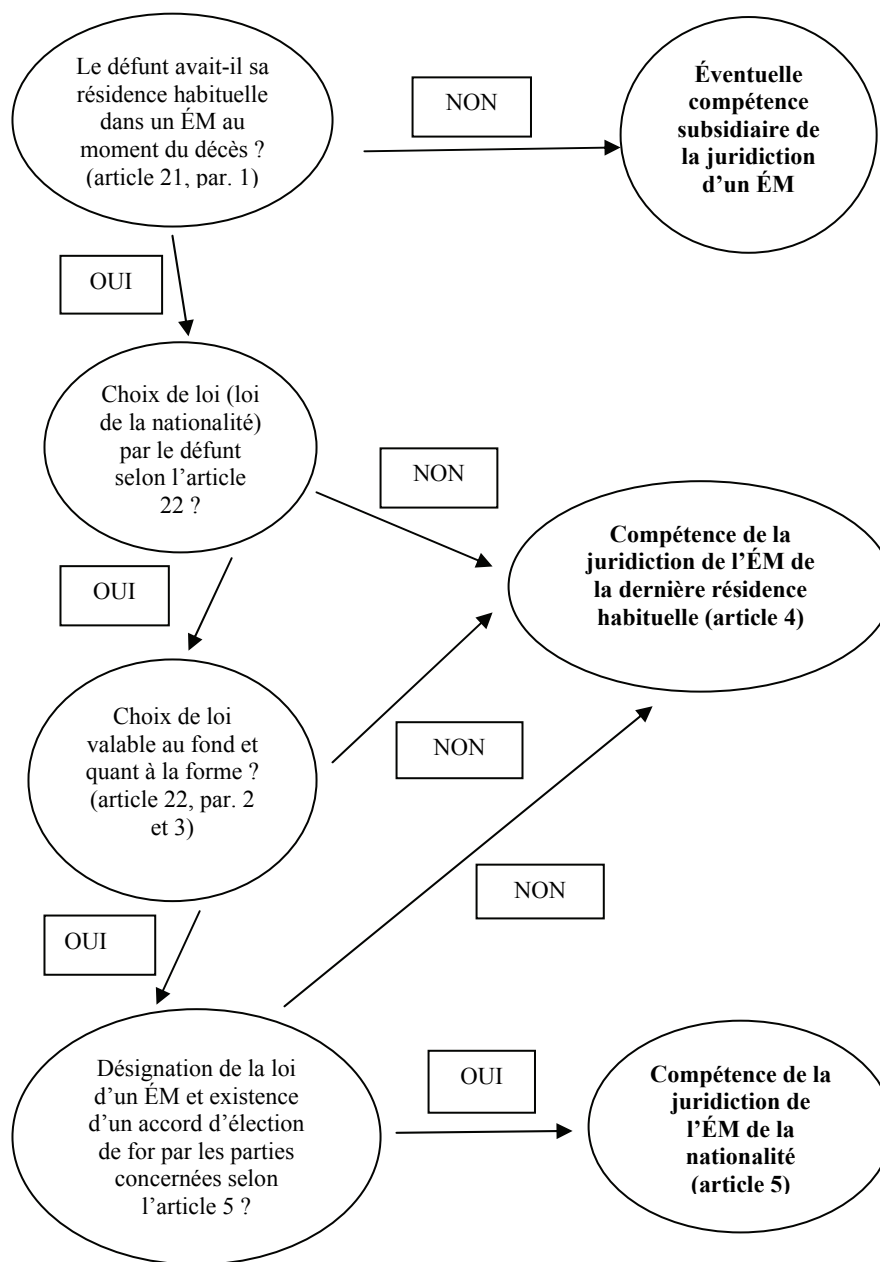 Le défunt avait-il sa
résidence habituelle
dans un ÉM au
moment du décès ?
(article 21, par. 1)
NON
Éventuelle
compétence
subsidiaire de
la juridiction
d’un ÉM
OUI
Choix de loi (loi
de la nationalité)
par le défunt
selon l’article
22 ?
NON
Compétence de la
juridiction de l’ÉM de
la dernière résidence
habituelle (article 4)
OUI
Choix de loi
valable au fond et
quant à la forme ?
(article 22, par. 2
et 3)
NON
NON
OUI
Désignation de la loi
d’un ÉM et existence
d’un accord d’élection
de for par les parties
concernées selon
l’article 5 ?
OUI
Compétence de la
juridiction de
l’ÉM de la
nationalité
(article 5)